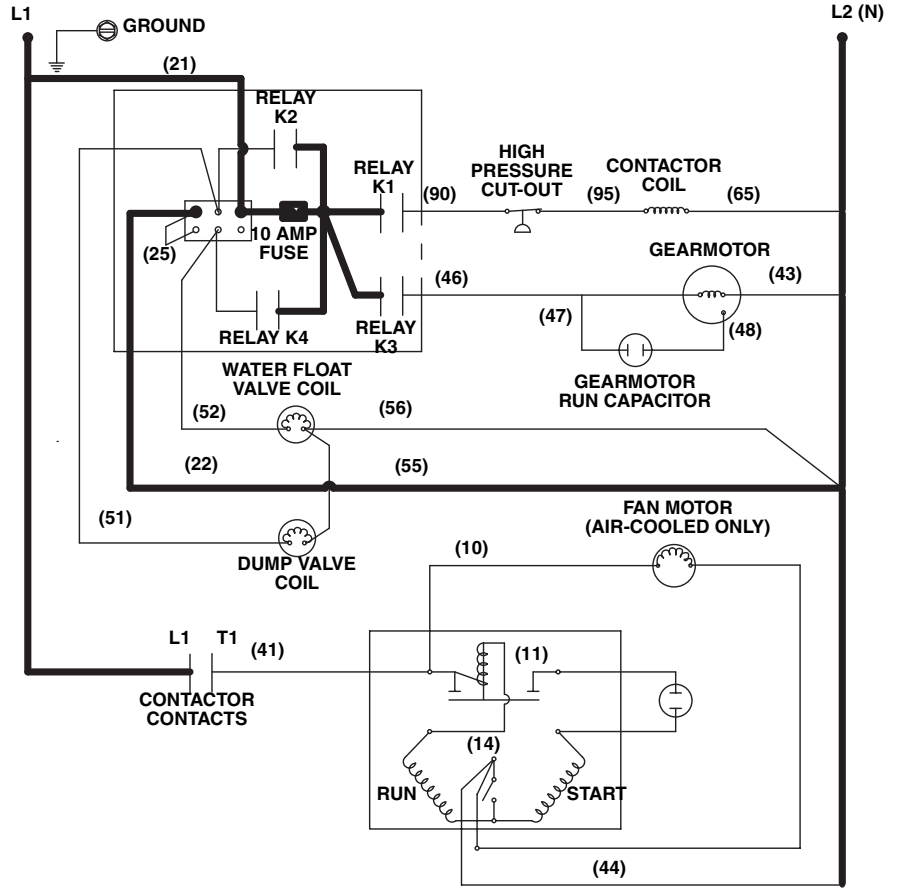 L1
L2 (N)
GROUND
(21)
RELAY
K2
RELAY
K1
(90)
HIGH
PRESSURE
CUT-OUT
(95)
CONTACTOR
COIL
(65)
(25)
10 AMP
FUSE
GEARMOTOR
(46)
(43)
(47)
(48)
RELAY K4
RELAY
K3
WATER FLOAT
VALVE COIL
GEARMOTOR
RUN CAPACITOR
(52)
(56)
(22)
(55)
(51)
FAN MOTOR
(AIR-COOLED ONLY)
DUMP VALVE
COIL
(10)
L1
T1
(41)
(11)
CONTACTOR
CONTACTS
(14)
RUN
START
(44)